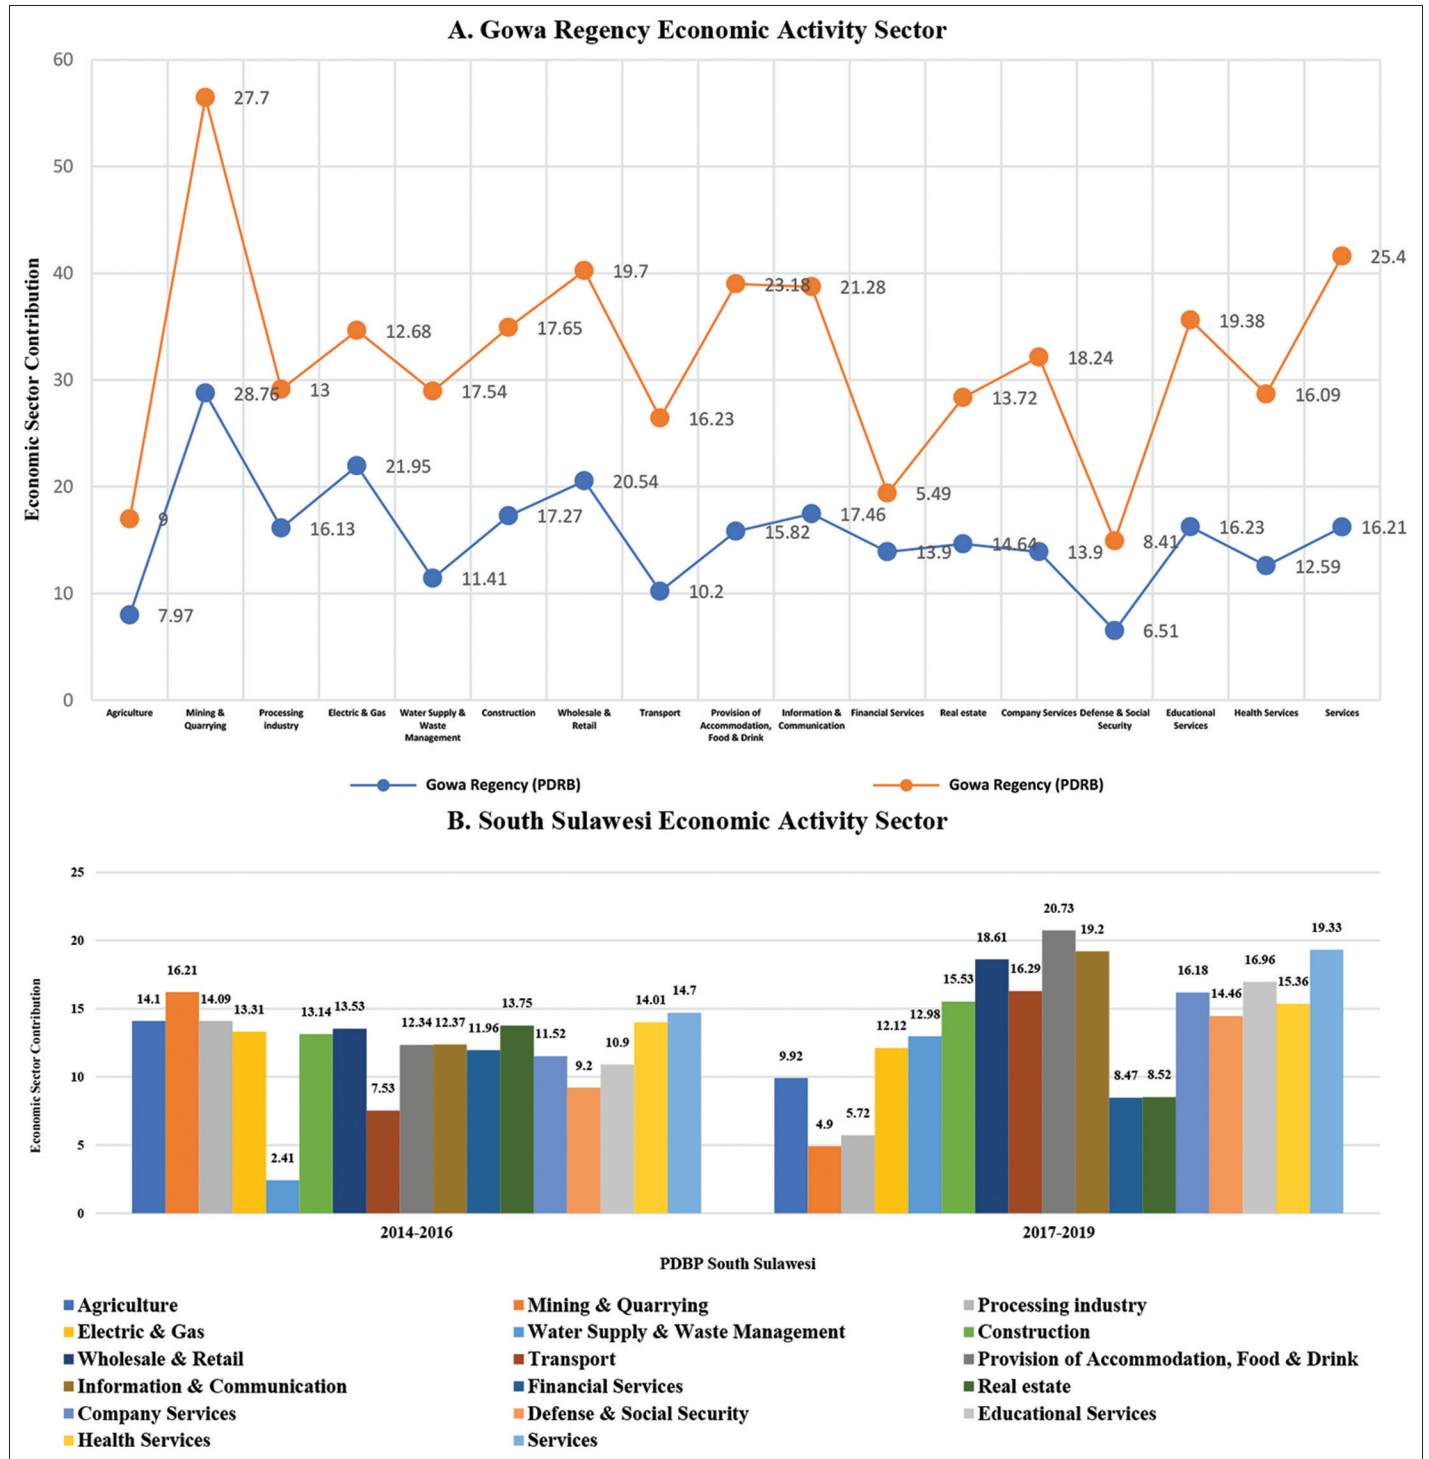 A. Gowa Regency Economic Activity Sector
Economic Sector Contribution
60
50
40
30
20
10
0
9
27.7
13
12.68
17.54
17.65
19.7
16.23
23.18
21.28
5.49
13.72
18.24
8.41
19.38
16.09
25.4
7.97
28.76
16.13
21.95
11.41
17.27
20.54
10.2
15.82
17.46
13.9
14.64
13.9
6.51
16.23
12.59
16.21
Agriculture
Mining &
Quarrying
Processing
industry
Electric & Gas
Water Supply &
Waste
Management
Construction
Wholesale &
Retail
Transport
Provision of
Accommodation,
Food & Drink
Information &
Communication
Financial Services
Real estate
Company Services
Defense & Social
Security
Educational
Services
Health Services
Services
Gowa Regency (PDRB)
Gowa Regency (PDRB)
B. South Sulawesi Economic Activity Sector
Economic Sector Contribution
25
20
15
10
5
0
14.1
16.21
14.09
13.31
2.41
13.14
13.53
7.53
12.34
12.37
11.96
13.75
11.52
9.2
10.9
14.01
14.7
9.92
4.9
5.72
12.12
12.98
15.53
18.61
16.29
20.73
19.2
8.47
8.52
16.18
14.46
16.96
15.36
19.33
2014-2016
2017-2019
PDBP South Sulawesi
Agriculture
Mining & Quarrying
Processing industry
Electric & Gas
Water Supply & Waste Management
Construction
Wholesale & Retail
Transport
Provision of Accommodation, Food & Drink
Information & Communication
Financial Services
Real estate
Company Services
Defense & Social Security
Educational Services
Health Services
Services